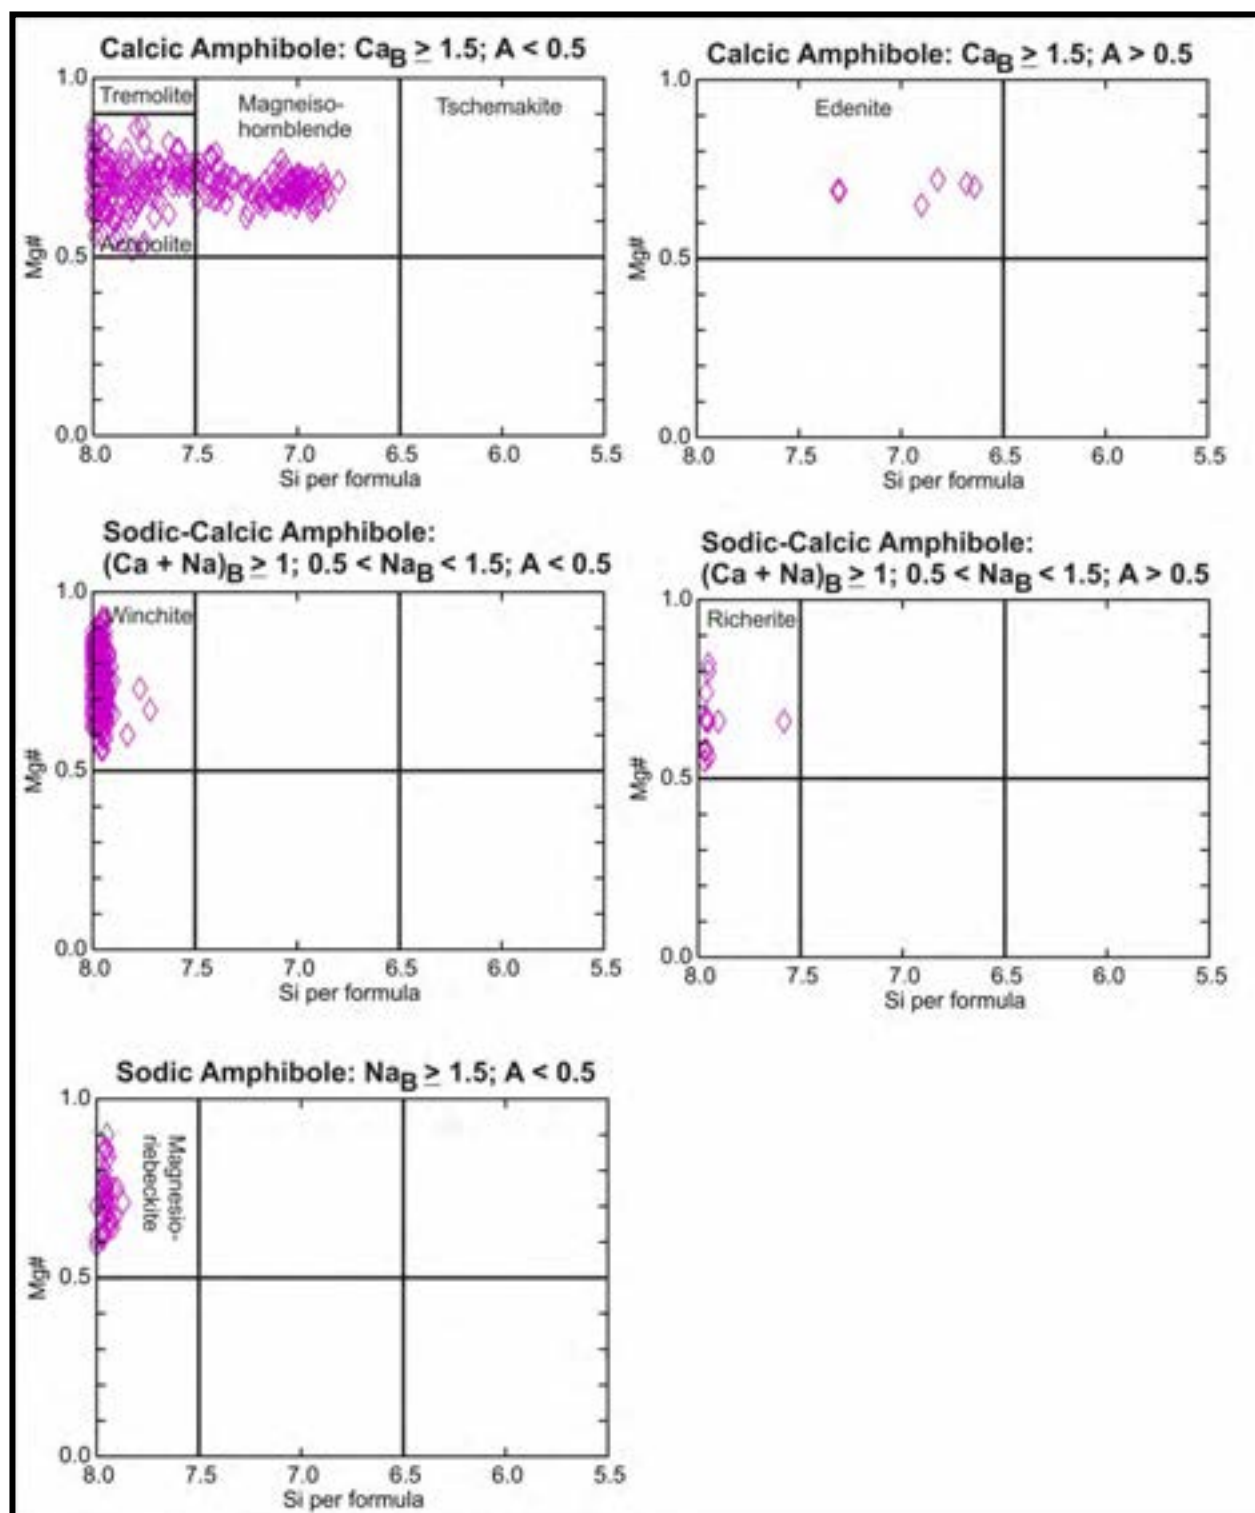 Calcic Amphibole: CaB ≥ 1.5; A < 0.5
1.0
Tremolite
Magneiso-
hornblende
Tschemakite
Actinolite
0.5
Mg#
0.0
8.0 7.5 7.0 6.5 6.0 5.5
Si per formula
Calcic Amphibole: CaB ≥ 1.5; A > 0.5
1.0
Edenite
0.5
Mg#
0.0
8.0 7.5 7.0 6.5 6.0 5.5
Si per formula
Sodic-Calcic Amphibole:
(Ca + Na)B ≥ 1; 0.5 < NaB < 1.5; A < 0.5
1.0
Winchite
0.5
Mg#
0.0
8.0 7.5 7.0 6.5 6.0 5.5
Si per formula
Sodic-Calcic Amphibole:
(Ca + Na)B ≥ 1; 0.5 < NaB < 1.5; A > 0.5
1.0
Richerite
0.5
Mg#
0.0
8.0 7.5 7.0 6.5 6.0 5.5
Si per formula
Sodic Amphibole: NaB ≥ 1.5; A < 0.5
1.0
Magnesio-
riebeckite
0.5
Mg#
0.0
8.0 7.5 7.0 6.5 6.0 5.5
Si per formula